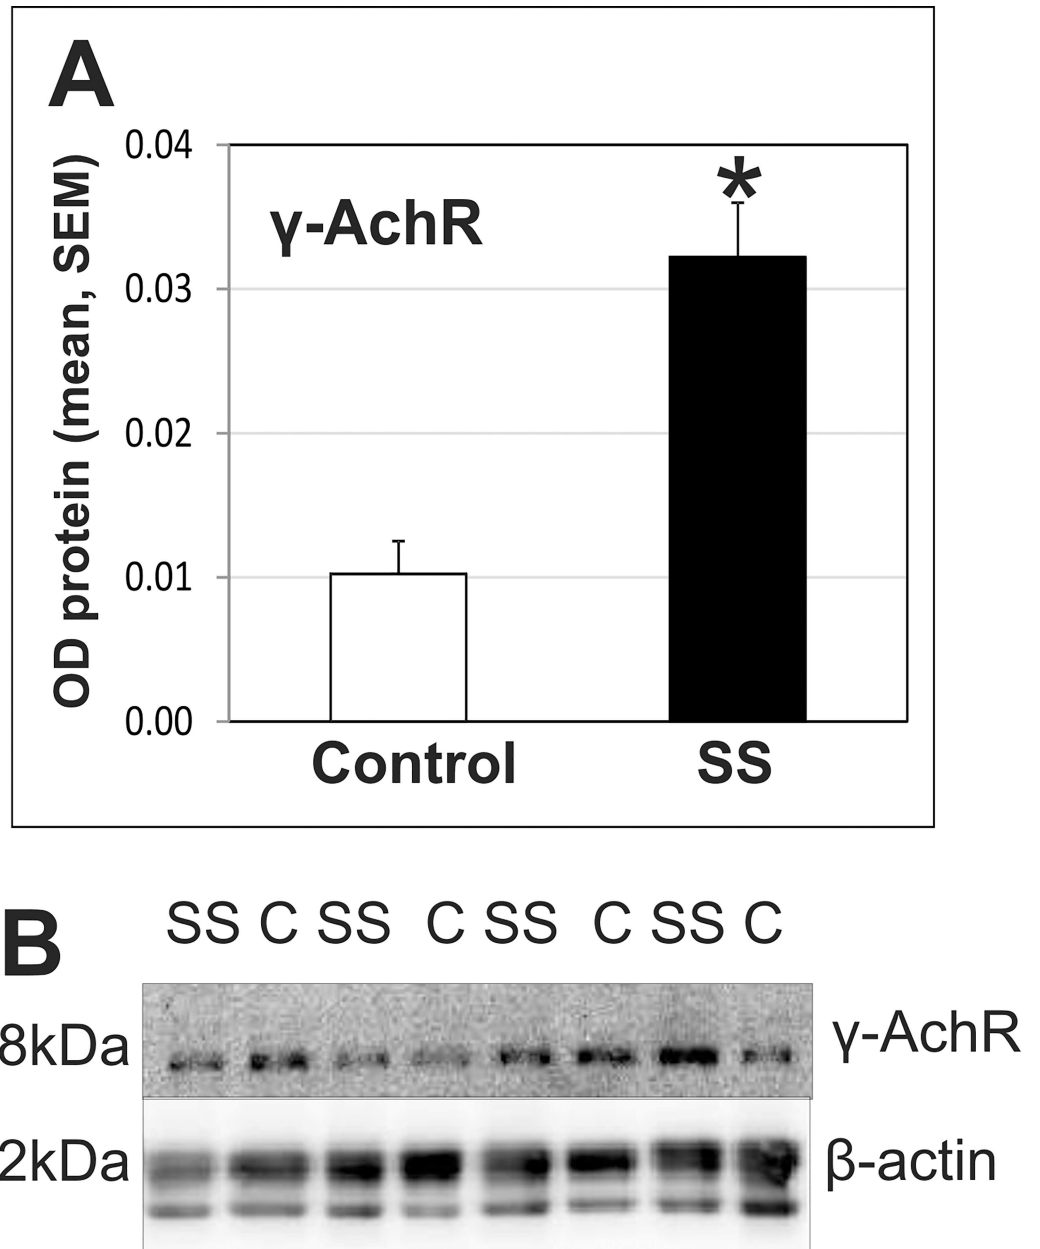 A
OD protein (mean, SEM)
0.04
0.03
0.02
0.01
0.00
γ-AchR
*
Control SS
B
SS C SS C SS C SS C
8kDa γ-AchR
2kDa β-actin